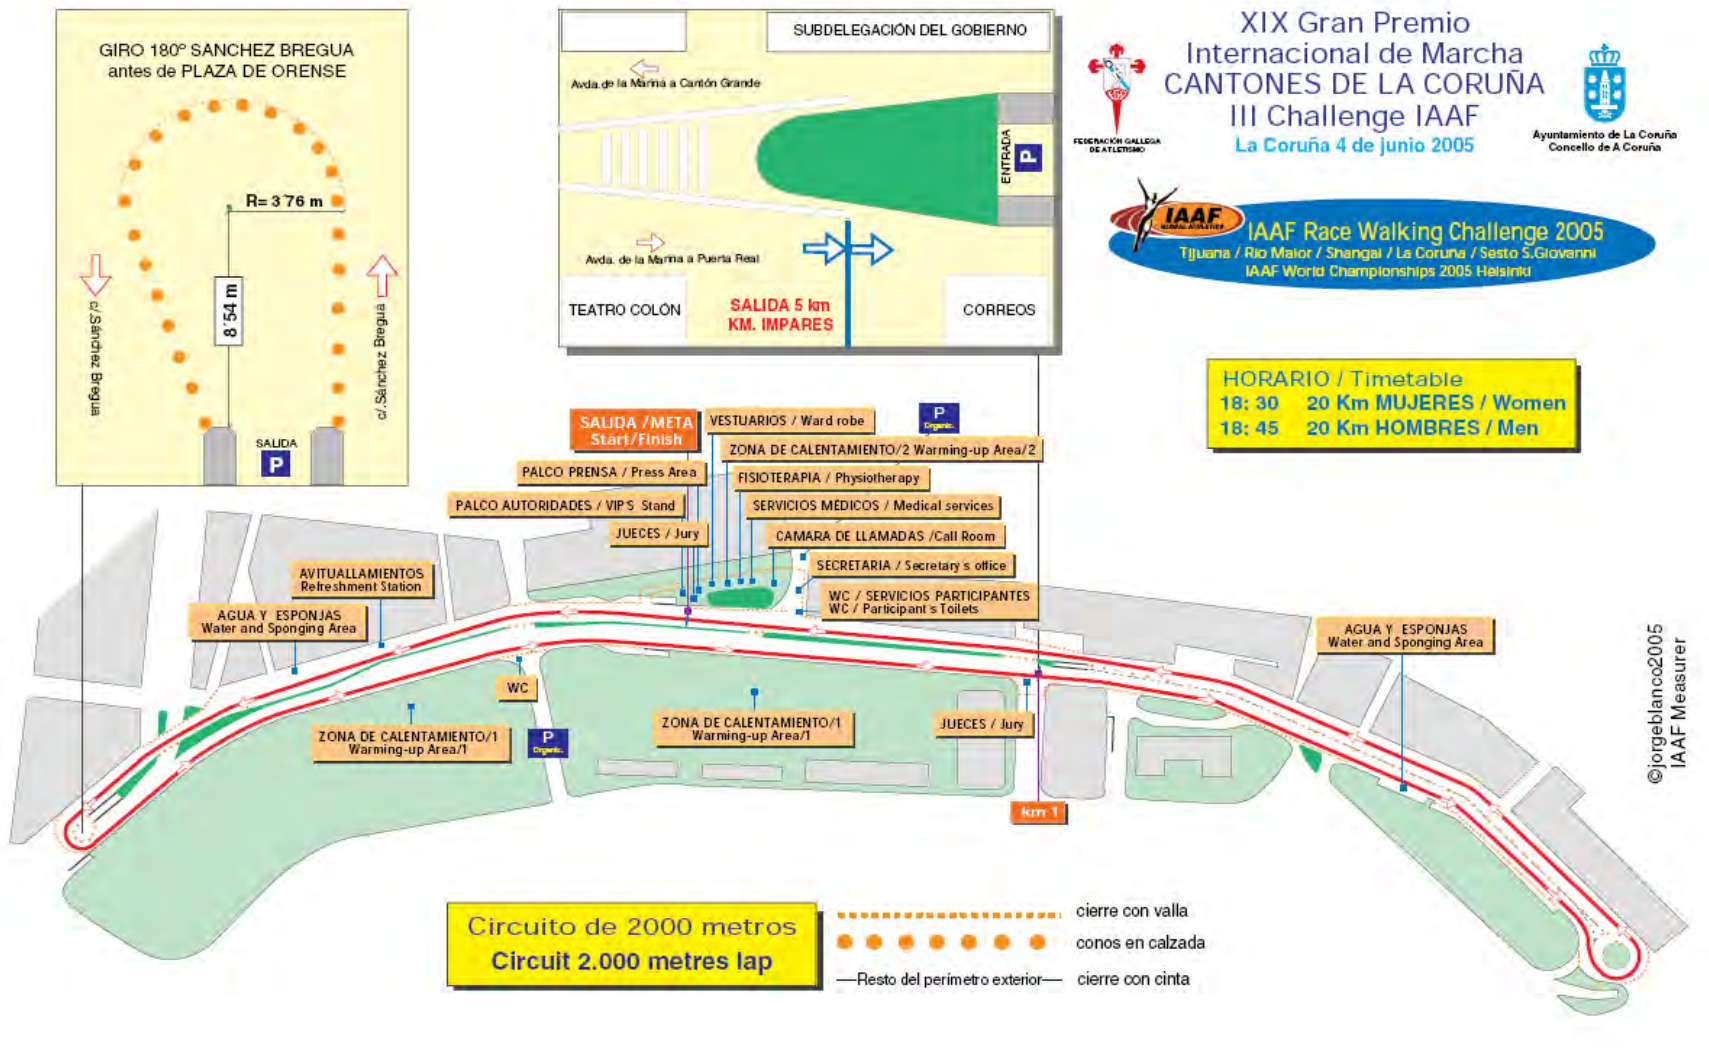 GIRO 180º SANCHEZ BREGUA
antes de PLAZA DE ORENSE
R= 3'76 m
8'54 m
c/.Sánchez Bregua
c/.Sánchez Bregua
SALIDA
P
SUBDELEGACIÓN DEL GOBIERNO
Avda.de la Marina a Cantón Grande
ENTRADA
P
Avda. de la Marina a Puerta Real
TEATRO COLÓN
SALIDA 5 km
KM. IMPARES
CORREOS
XIX Gran Premio
Internacional de Marcha
CANTONES DE LA CORUÑA
III Challenge IAAF
La Coruña 4 de junio 2005
FEDERACIÓN GALLEGA
DE ATLETISMO
Ayuntamiento de La Coruña
Concello de A Coruña
IAAF
IAAF Race Walking Challenge 2005
Tijuana / Rio Maior / Shangai / La Coruña / Sesto S.Giovanni
IAAF World Championships 2005 Helsinki
HORARIO / Timetable
18: 30 20 Km MUJERES / Women
18: 45 20 Km HOMBRES / Men
SALIDA /META
Start/Finish
VESTUARIOS / Ward robe
P
Organic.
ZONA DE CALENTAMIENTO/2 Warming-up Area/2
PALCO PRENSA / Press Area
FISIOTERAPIA / Physiotherapy
PALCO AUTORIDADES / VIP'S Stand
SERVICIOS MÉDICOS / Medical services
JUECES / Jury
CAMARA DE LLAMADAS /Call Room
SECRETARIA / Secretary's office
WC / SERVICIOS PARTICIPANTES
WC / Participant's Toilets
AVITUALLAMIENTOS
Refreshment Station
AGUA Y ESPONJAS
Water and Sponging Area
AGUA Y ESPONJAS
Water and Sponging Area
WC
ZONA DE CALENTAMIENTO/1
Warming-up Area/1
P
Organic.
ZONA DE CALENTAMIENTO/1
Warming-up Area/1
JUECES / Jury
km 1
©jorgeblanco2005
IAAF Measurer
Circuito de 2000 metros
Circuit 2.000 metres lap
cierre con valla
conos en calzada
Resto del perímetro exterior
cierre con cinta